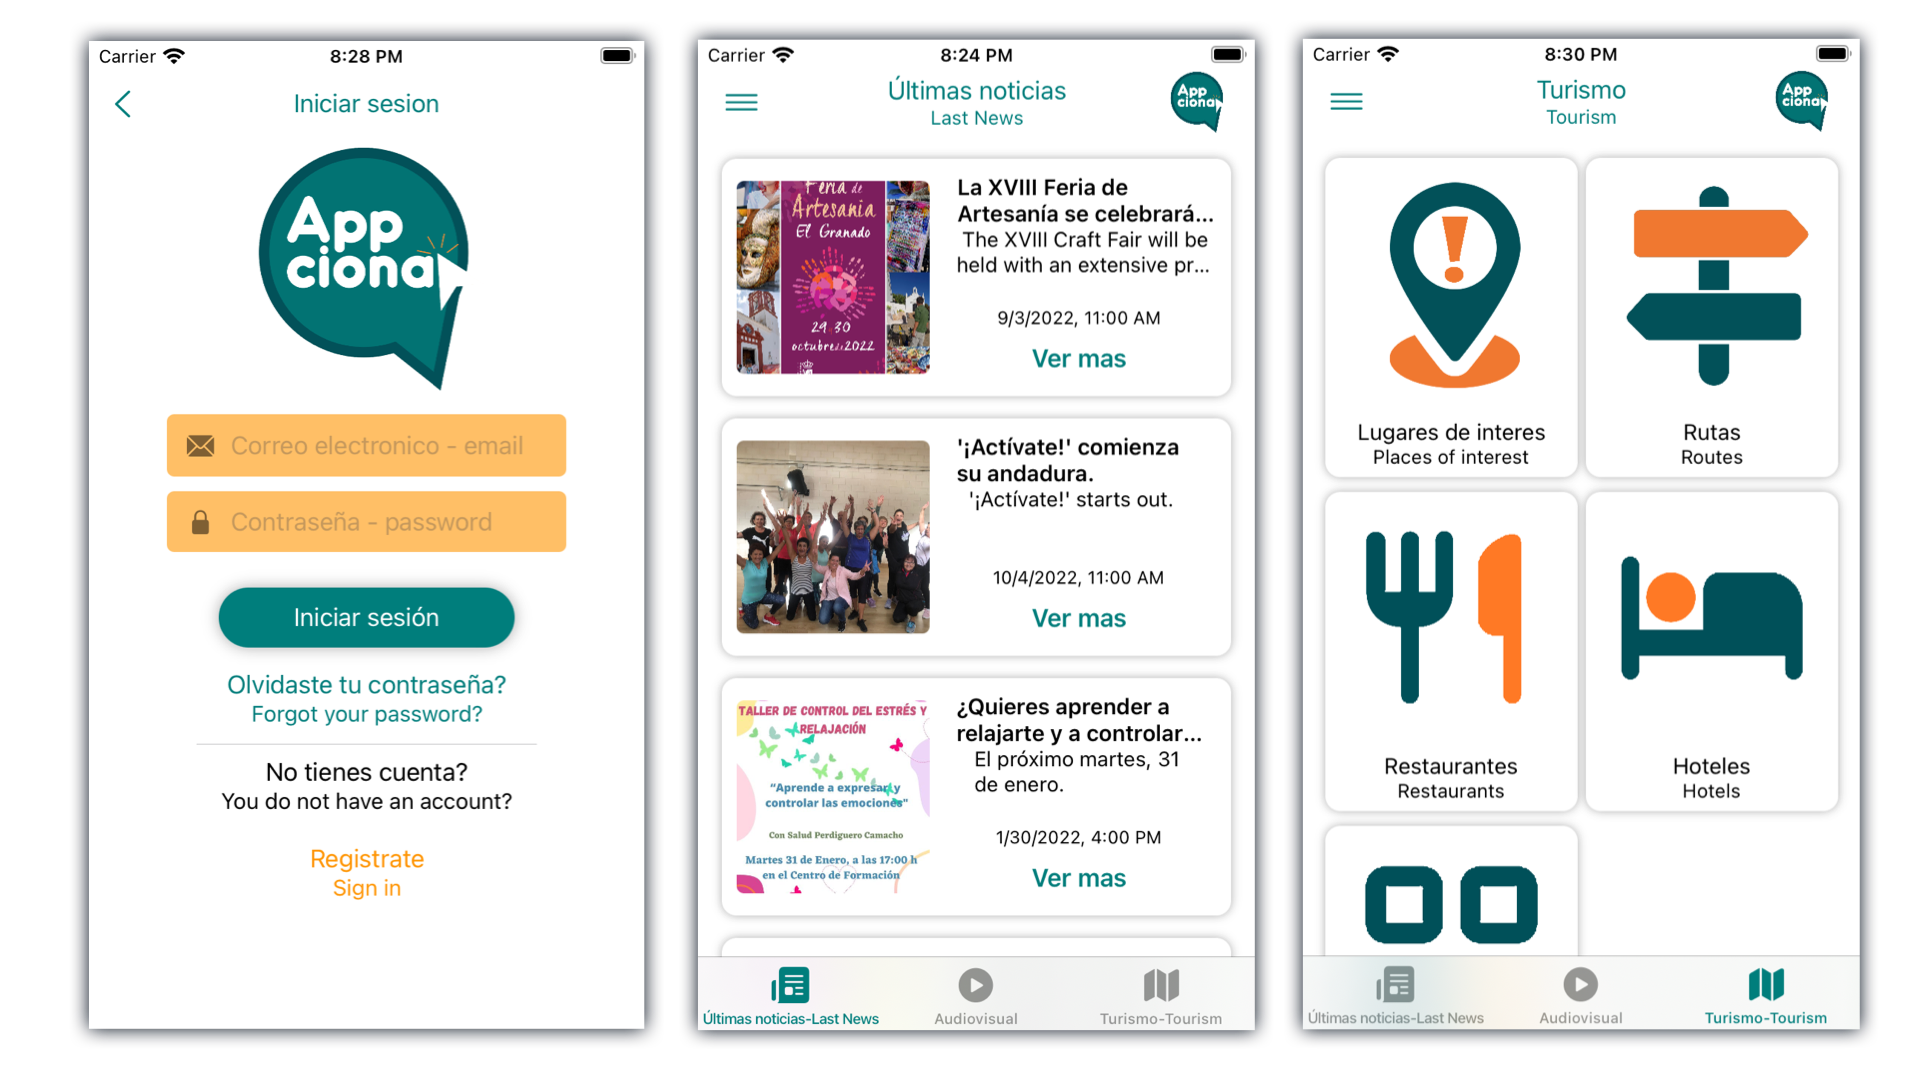 Carrier
8:28 PM
Iniciar sesion
App
ciona
Correo electronico - email
Contraseña - password
Iniciar sesión
Olvidaste tu contraseña?
Forgot your password?
No tienes cuenta?
You do not have an account?
Registrate
Sign in
Carrier
8:24 PM
Últimas noticias
Last News
App
ciona
Feria de
Artesania
El Granado
29 30
octubre 2022
La XVIII Feria de
Artesanía se celebrará...
The XVIII Craft Fair will be
held with an extensive pr...
9/3/2022, 11:00 AM
Ver mas
'¡Actívate!' comienza
su andadura.
'¡Actívate!' starts out.
10/4/2022, 11:00 AM
Ver mas
TALLER DE CONTROL DEL ESTRÉS Y
RELAJACIÓN
“Aprende a expresar y
controlar las emociones"
Con Salud Perdiguero Camacho
Martes 31 de Enero, a las 17:00 h
en el Centro de Formación
¿Quieres aprender a
relajarte y a controlar...
El próximo martes, 31
de enero.
1/30/2022, 4:00 PM
Ver mas
Últimas noticias-Last News
Audiovisual
Turismo-Tourism
Carrier
8:30 PM
Turismo
Tourism
App
ciona
Lugares de interes
Places of interest
Rutas
Routes
Restaurantes
Restaurants
Hoteles
Hotels
Últimas noticias-Last News
Audiovisual
Turismo-Tourism